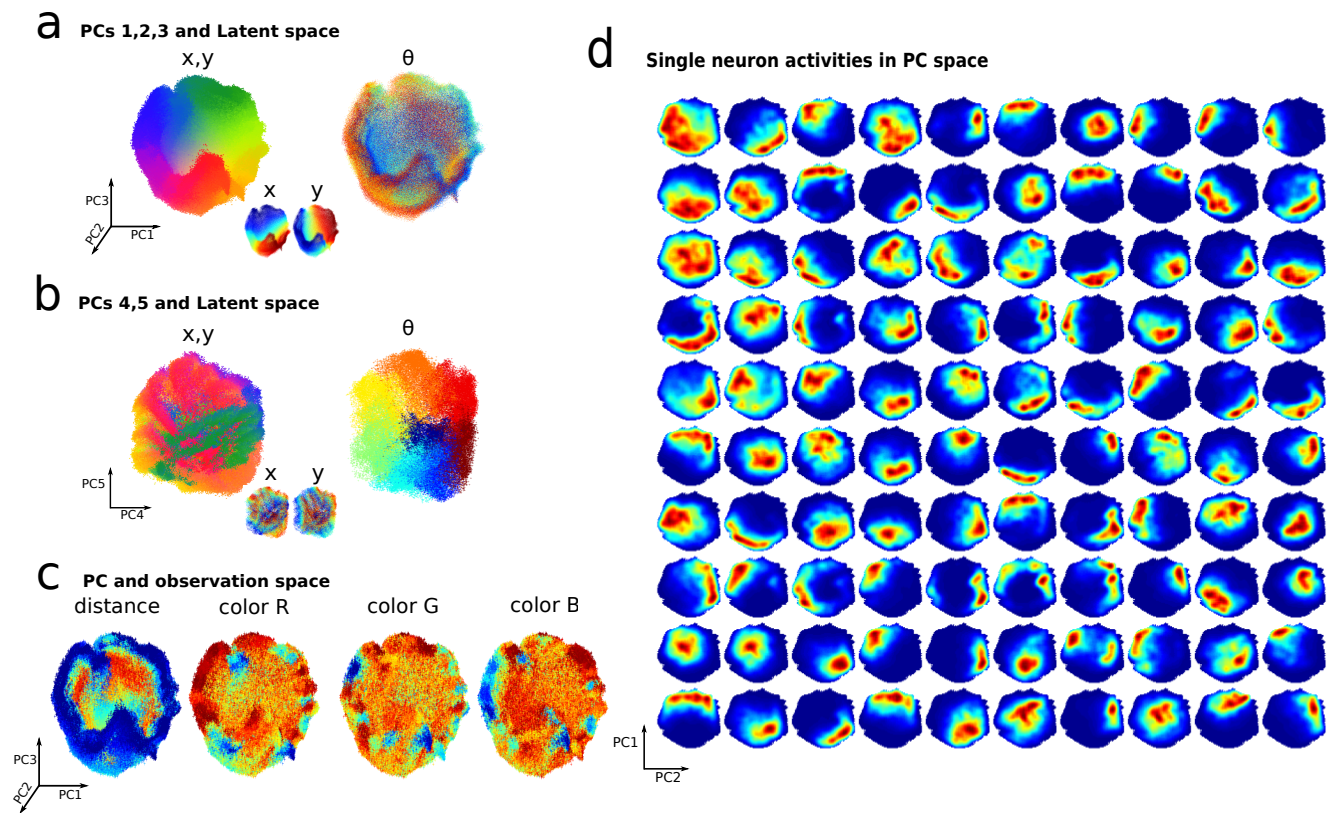 a PCs 1,2,3 and Latent space
x,y θ
x y
PC3
PC2
PC1
b PCs 4,5 and Latent space
x,y θ
x y
PC5
PC4
c PC and observation space
distance color R color G color B
PC3
PC2
PC1
d Single neuron activities in PC space
PC1
PC2